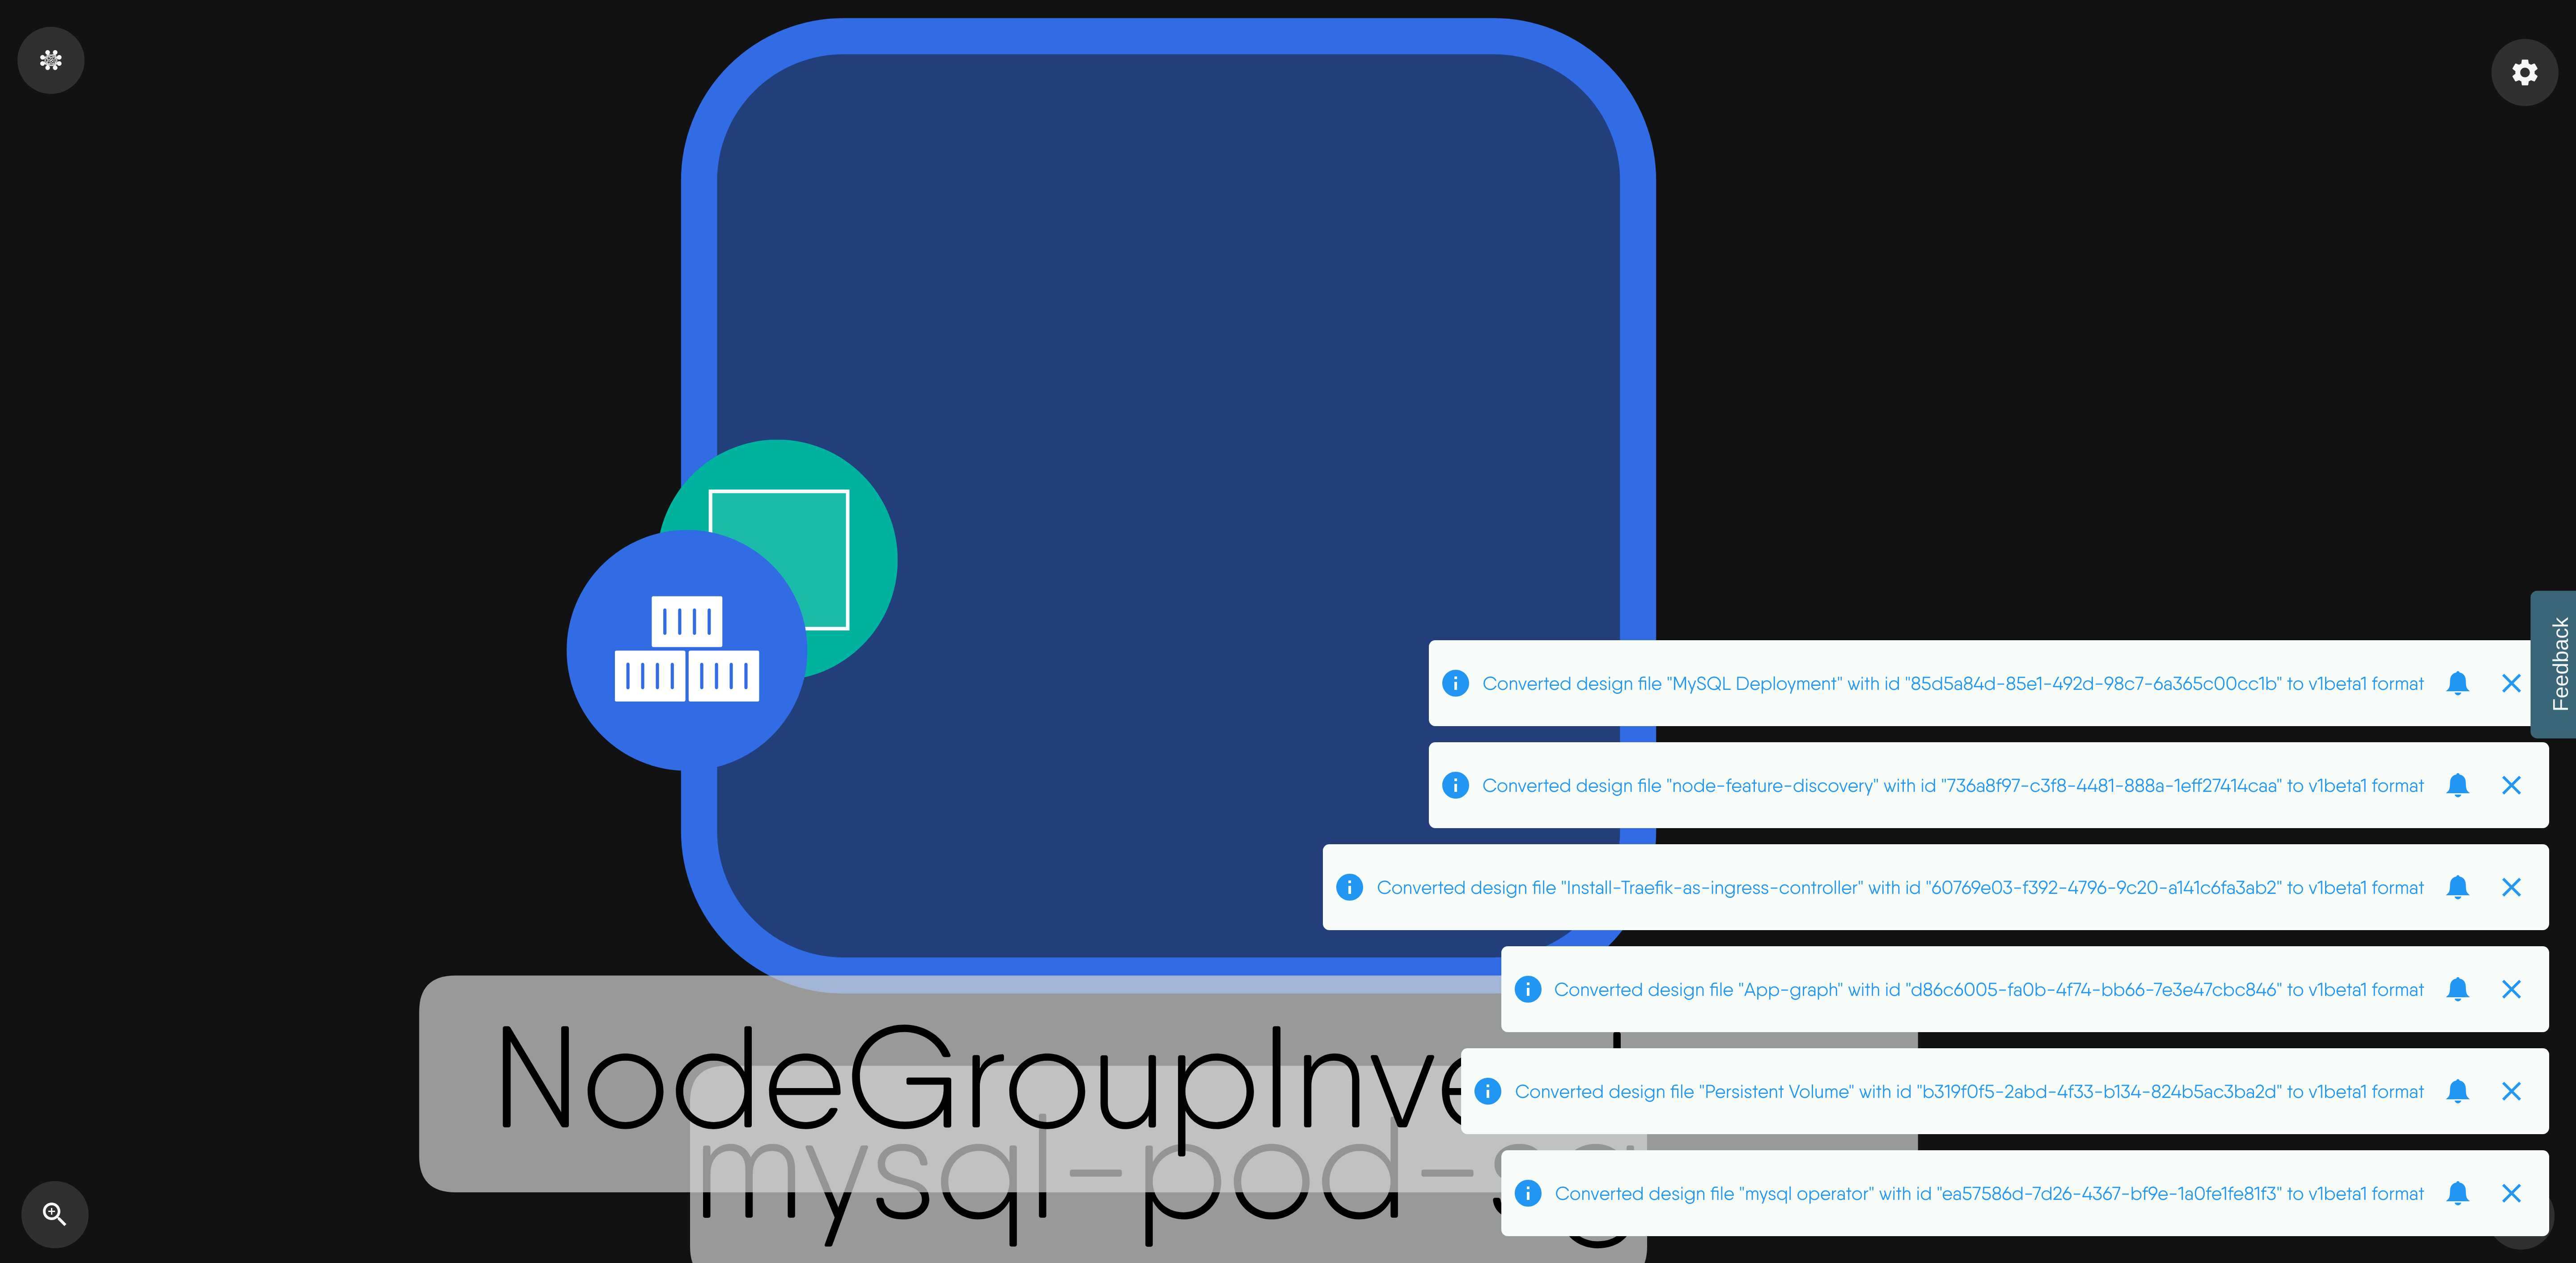 Feedback
Converted design file "MySQL Deployment" with id "85d5a84d-85e1-492d-98c7-6a365c00cc1b" to v1beta1 format
Converted design file "node-feature-discovery" with id "736a8f97-c3f8-4481-888a-1eff27414caa" to v1beta1 format
Converted design file "Install-Traefik-as-ingress-controller" with id "60769e03-f392-4796-9c20-a141c6fa3ab2" to v1beta1 format
Converted design file "App-graph" with id "d86c6005-fa0b-4f74-bb66-7e3e47cbc846" to v1beta1 format
Converted design file "Persistent Volume" with id "b319f0f5-2abd-4f33-b134-824b5ac3ba2d" to v1beta1 format
Converted design file "mysql operator" with id "ea57586d-7d26-4367-bf9e-1a0fe1fe81f3" to v1beta1 format
NodeGroupInve
mysql-pod-sg